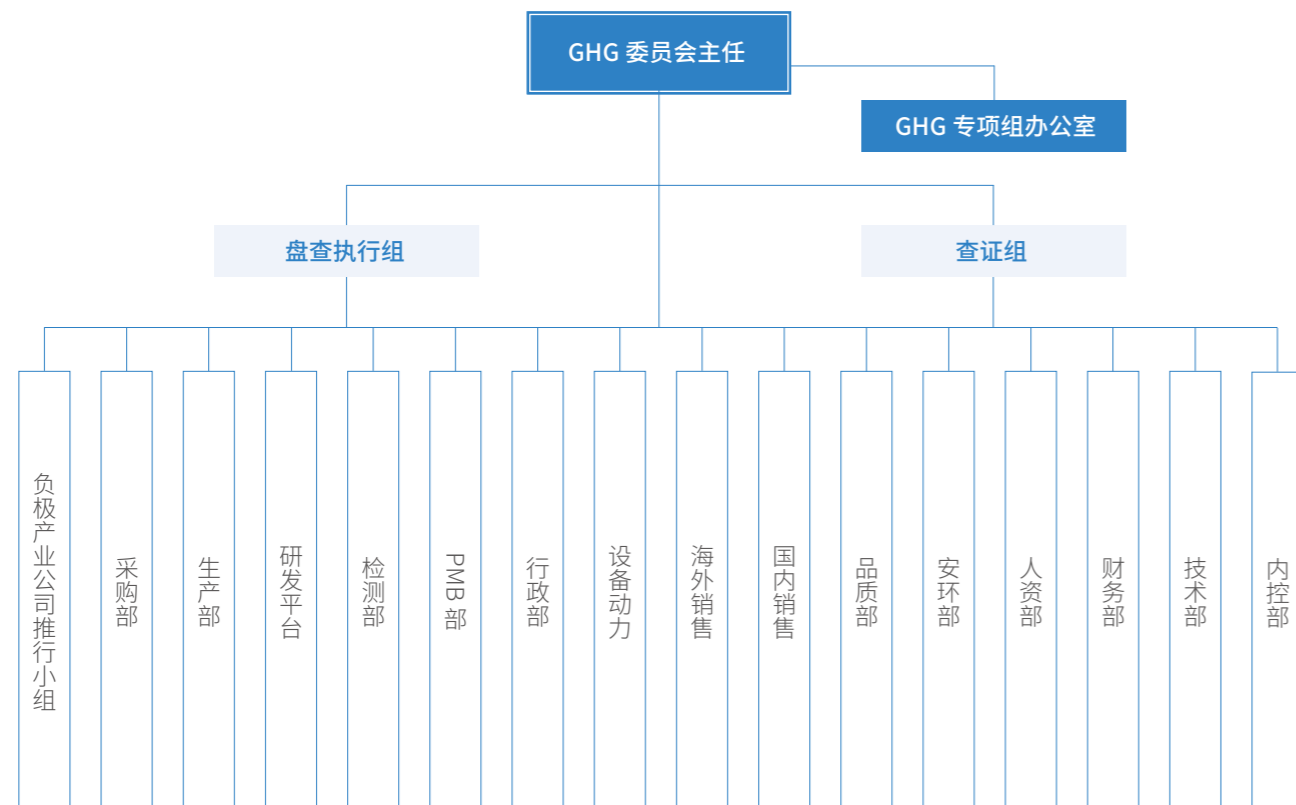 GHG 委员会主任
GHG 专项组办公室
盘查执行组
查证组
负极产业公司推行小组
采购部
生产部
研发平台
检测部
PMB 部
行政部
设备动力
海外销售
国内销售
品质部
安环部
人资部
财务部
技术部
内控部